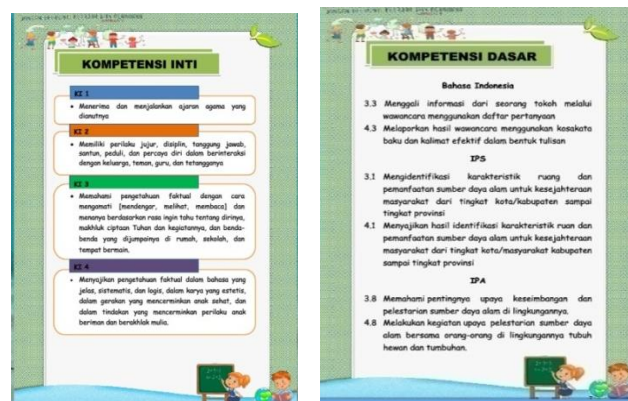 KOMPETENSI INTI
KI 1
• Menerima dan menjalankan ajaran agama yang
dianutnya
KI 2
• Memiliki perilaku jujur, disiplin, tanggung jawab,
santun, peduli, dan percaya diri dalam berinteraksi
dengan keluarga, teman, guru, dan tetangganya
KI 3
• Memahami pengetahuan faktual dengan cara
mengamati [mendengar, melihat, membaca] dan
menanya berdasarkan rasa ingin tahu tentang dirinya,
makhluk ciptaan Tuhan dan kegiatannya, dan benda-
benda yang dijumpainya di rumah, sekolah, dan
tempat bermain.
KI 4
• Menyajikan pengetahuan faktual dalam bahasa yang
jelas, sistematis, dan logis, dalam karya yang estetis,
dalam gerakan yang mencerminkan anak sehat, dan
dalam tindakan yang mencerminkan perilaku anak
beriman dan berakhlak mulia.
KOMPETENSI DASAR
Bahasa Indonesia
3.3 Menggali informasi dari seorang tokoh melalui
wawancara menggunakan daftar pertanyaan
4.3 Melaporkan hasil wawancara menggunakan kosakata
baku dan kalimat efektif dalam bentuk tulisan
IPS
3.1 Mengidentifikasi karakteristik ruang dan
pemanfaatan sumber daya alam untuk kesejahteraan
masyarakat dari tingkat kota/kabupaten sampai
tingkat provinsi
4.1 Menyajikan hasil identifikasi karakteristik ruan dan
pemanfaatan sumber daya alam untuk kesejahteraan
masyarakat dari tingkat kota/masyarakat kabupaten
sampai tingkat provinsi
IPA
3.8 Memahami pentingnya upaya keseimbangan dan
pelestarian sumber daya alam di lingkungannya.
4.8 Melakukan kegiatan upaya pelestarian sumber daya
alam bersama orang-orang di lingkungannya tubuh
hewan dan tumbuhan.